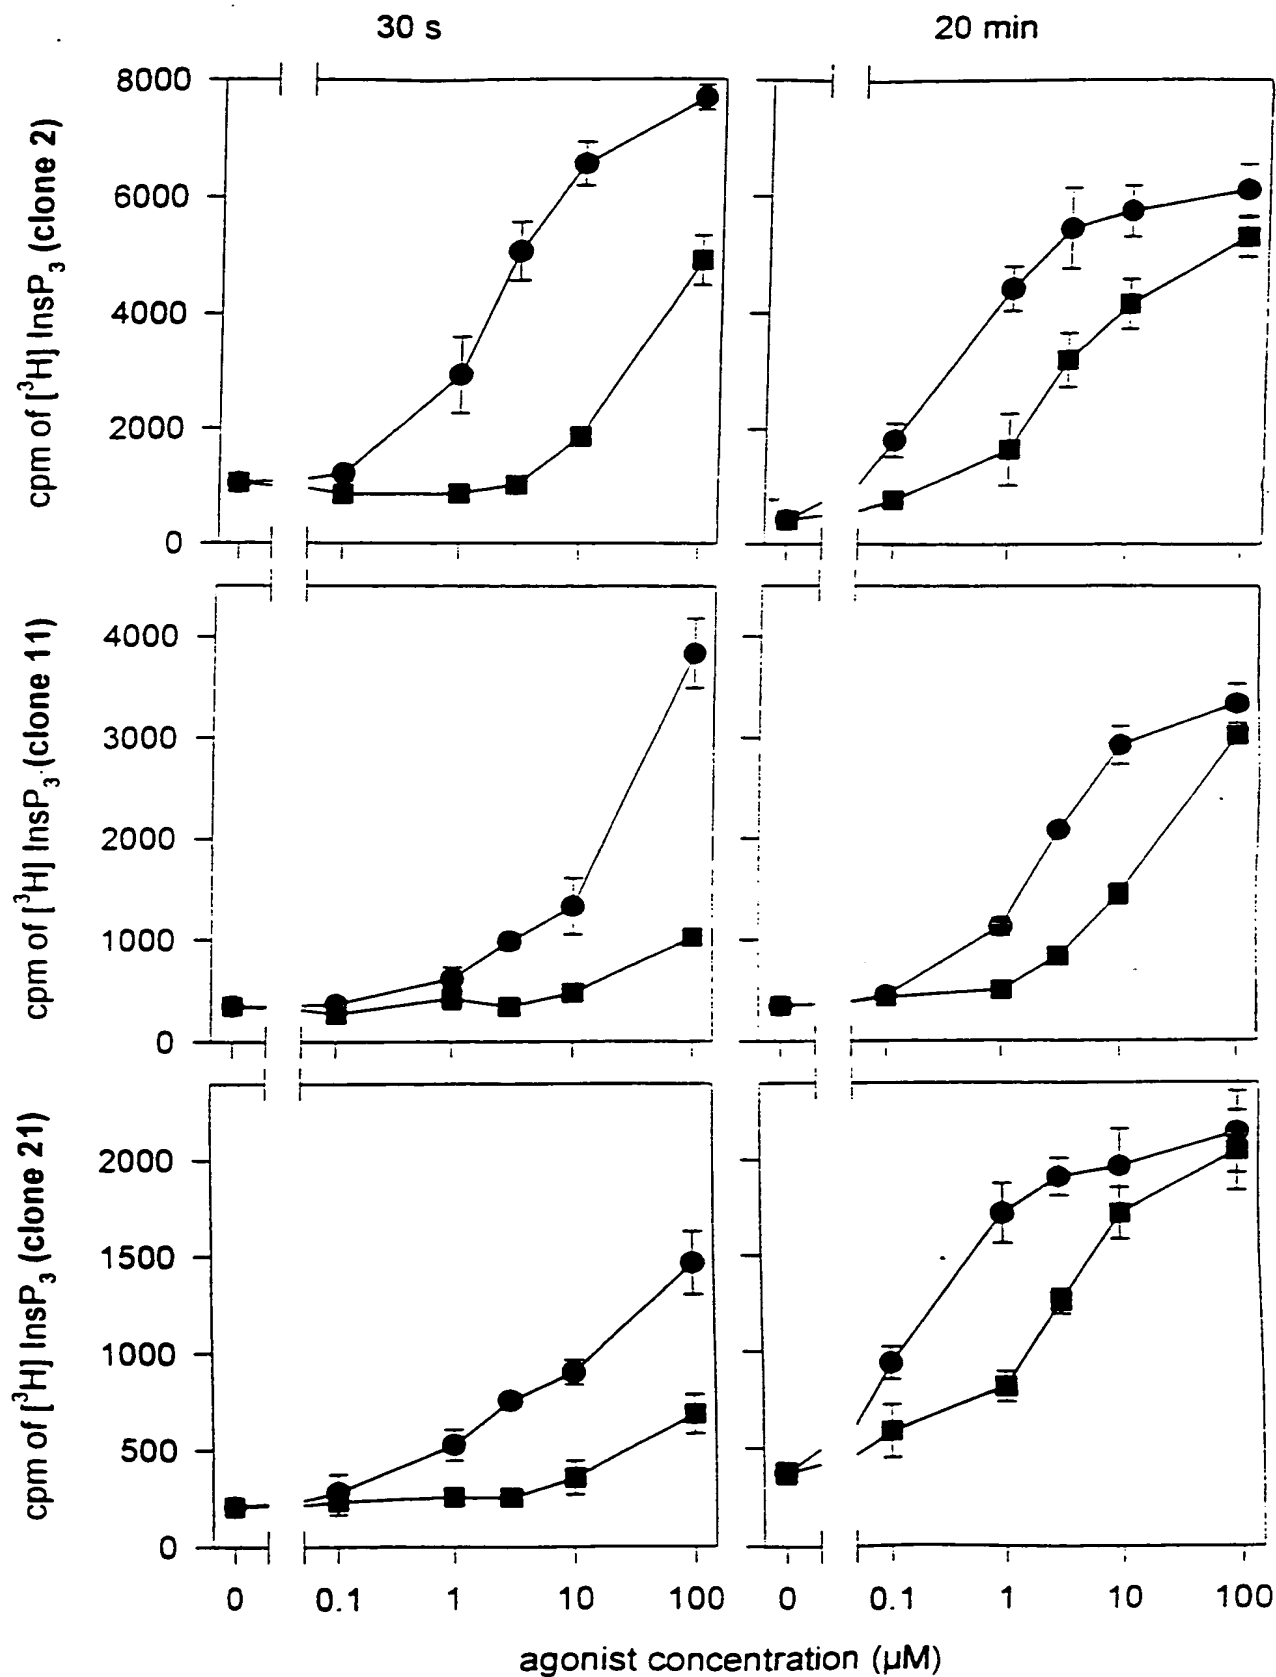 30 s 20 min
8000
6000
4000
2000
0
cpm of [³H] InsP₃ (clone 2)
4000
3000
2000
1000
0
cpm of [³H] InsP₃ (clone 11)
2000
1500
1000
500
0
cpm of [³H] InsP₃ (clone 21)
0 0.1 1 10 100 0 0.1 1 10 100
agonist concentration (µM)